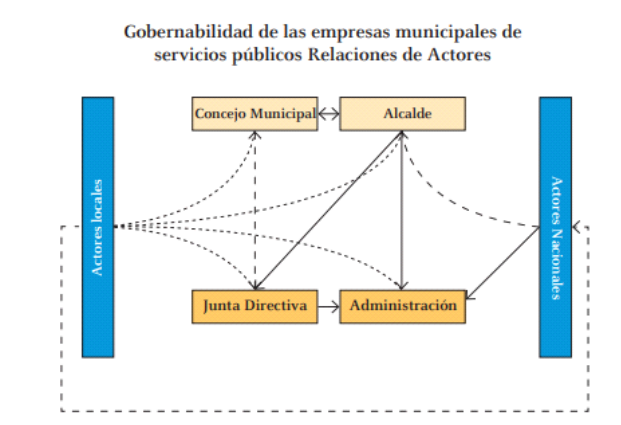 Gobernabilidad de las empresas municipales de
servicios públicos Relaciones de Actores
Concejo Municipal
Alcalde
Actores locales
Actores Nacionales
Junta Directiva
Administración